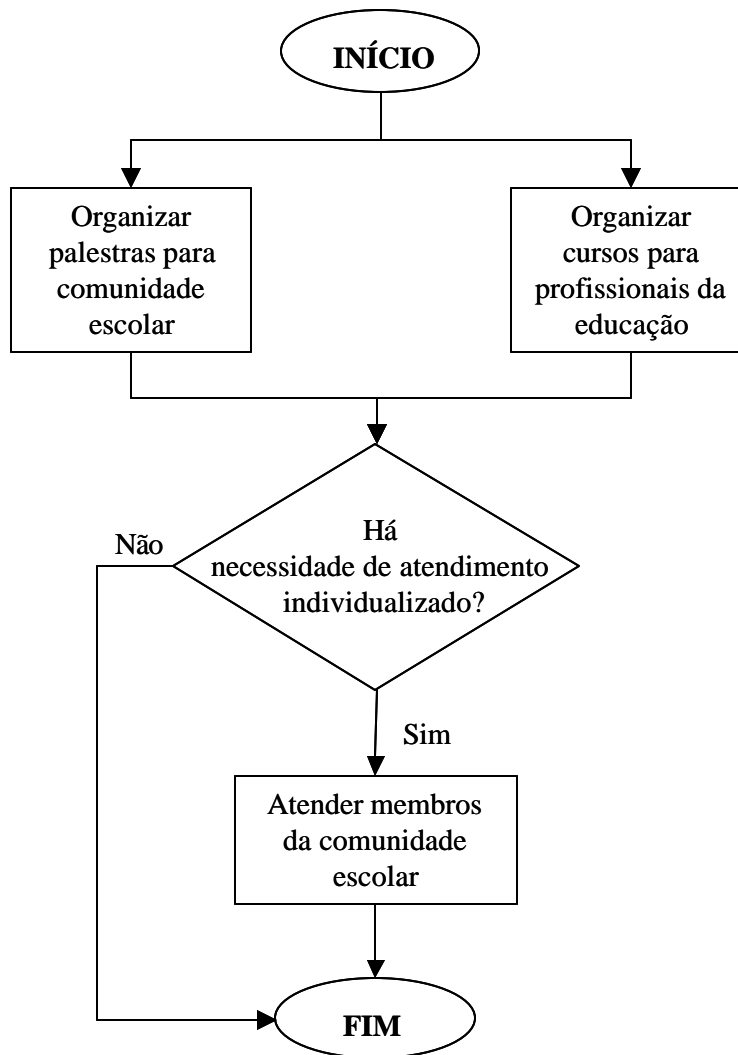 INÍCIO
Organizar
palestras para
comunidade
escolar
Organizar
cursos para
profissionais da
educação
Há
necessidade de atendimento
individualizado?
Não
Sim
Atender membros
da comunidade
escolar
FIM